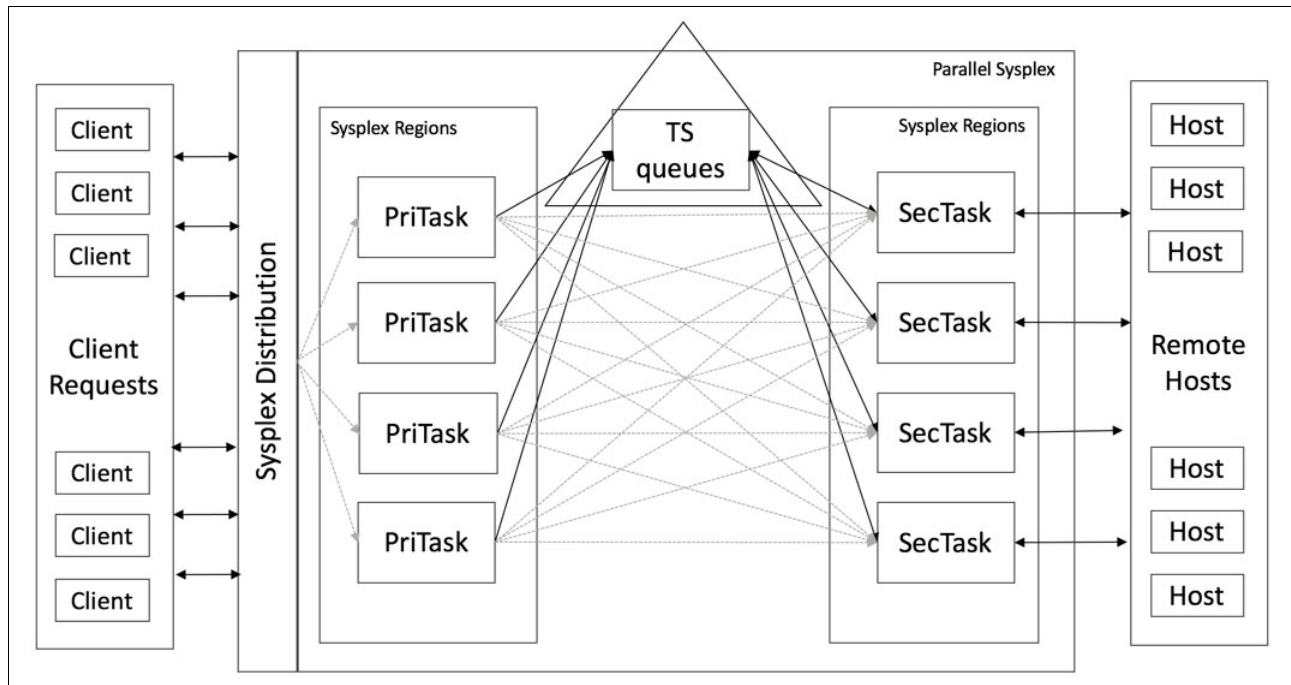 Client
Client
Client
Client
Requests
Client
Client
Client
Sysplex Distribution
Parallel Sysplex
Sysplex Regions
PriTask
PriTask
PriTask
PriTask
TS
queues
Sysplex Regions
SecTask
SecTask
SecTask
SecTask
Host
Host
Host
Remote
Hosts
Host
Host
Host